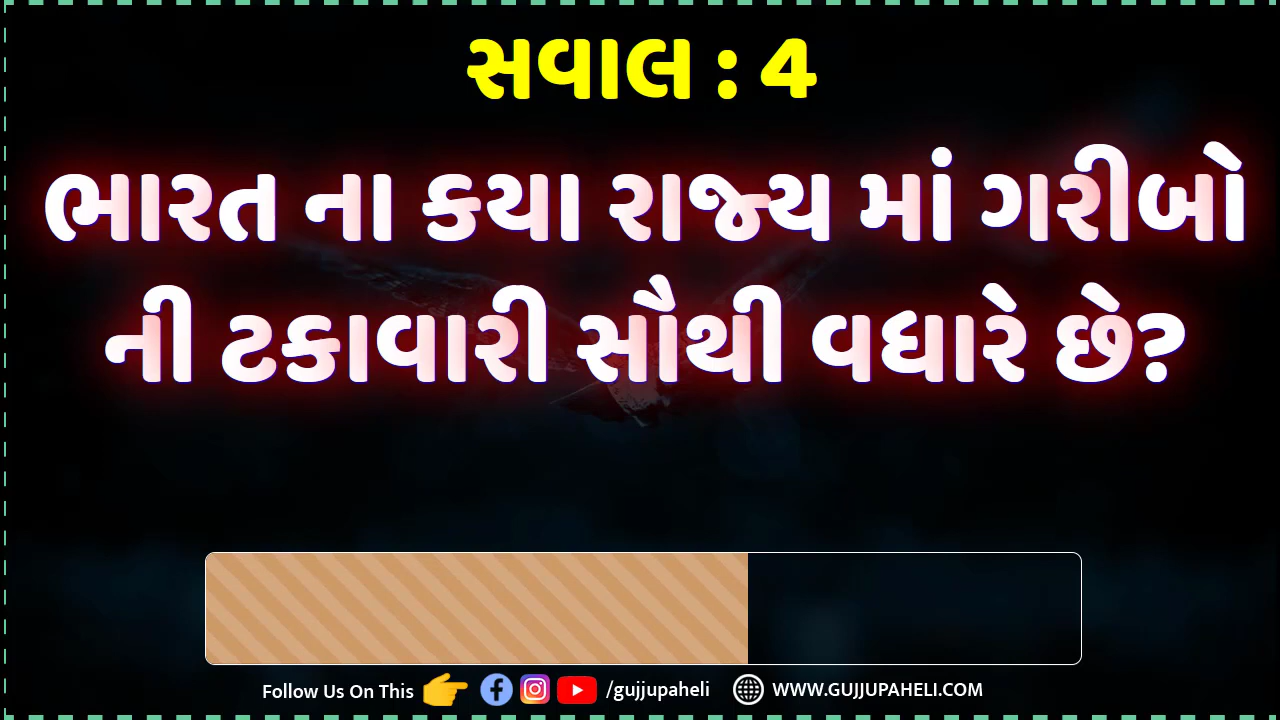 સવાલ : 4
ભારત ના કયા રાજ્ય માં ગરીબો
ની ટકાવારી સૌથી વધારે છે?
Follow Us On This /gujjupaheli WWW.GUJJUPAHELI.COM